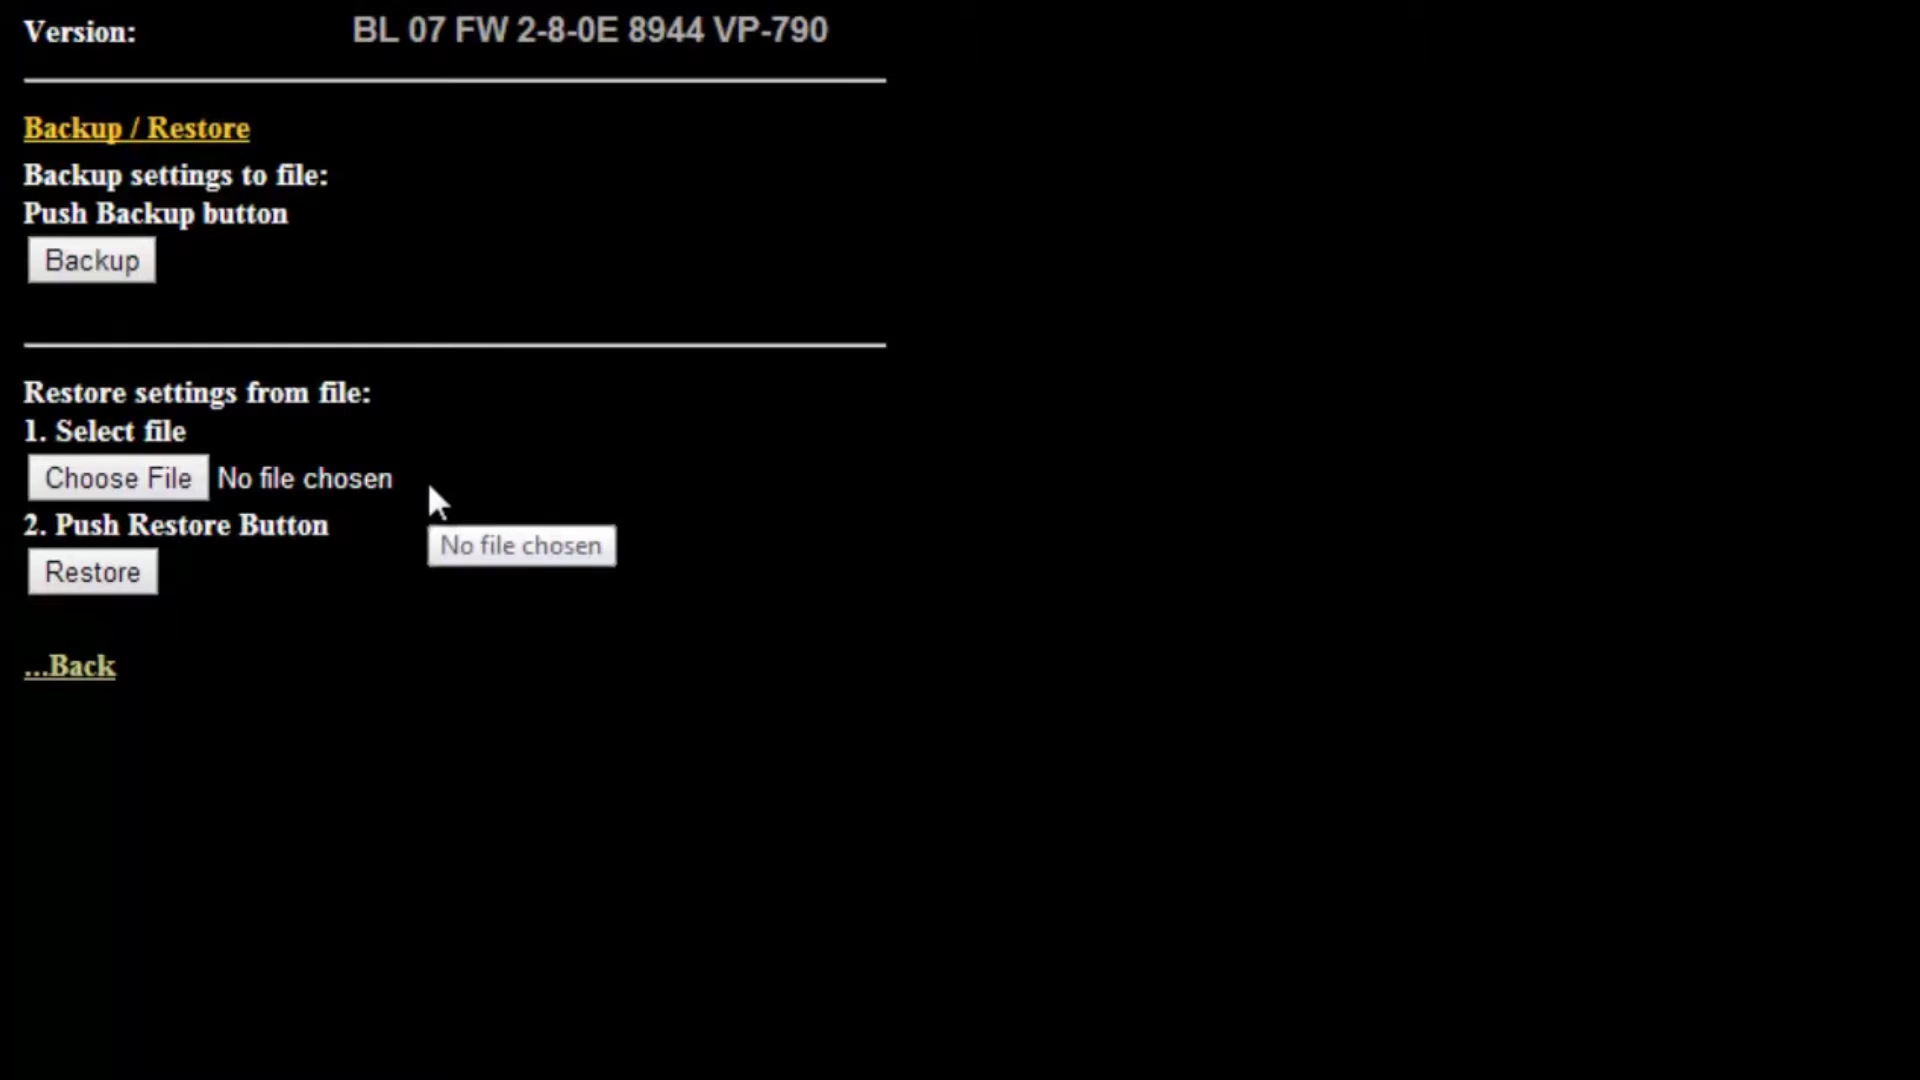 Version: BL 07 FW 2-8-0E 8944 VP-790
Backup / Restore
Backup settings to file:
Push Backup button
Backup
Restore settings from file:
1. Select file
Choose File No file chosen
2. Push Restore Button
No file chosen
Restore
...Back